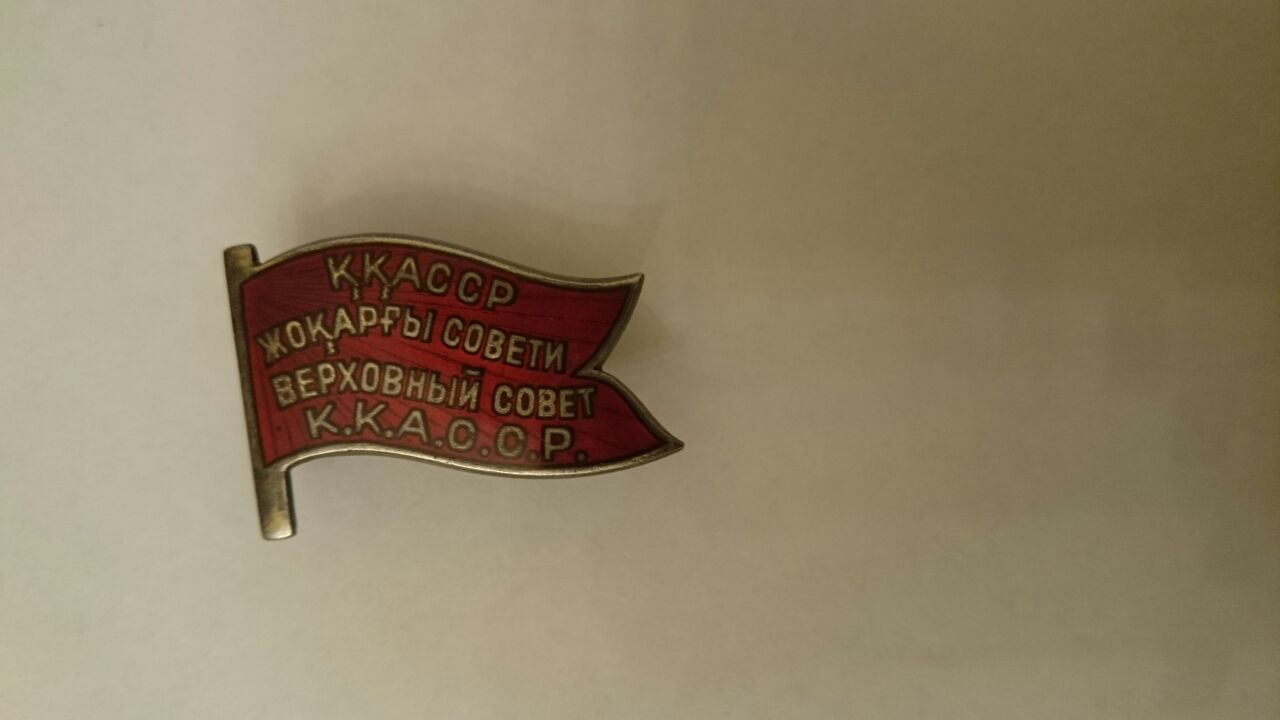 ҚҚАССР
ЖОҚАРҒЫ СОВЕТИ
ВЕРХОВНЫЙ СОВЕТ
К.К.А.С.С.Р.